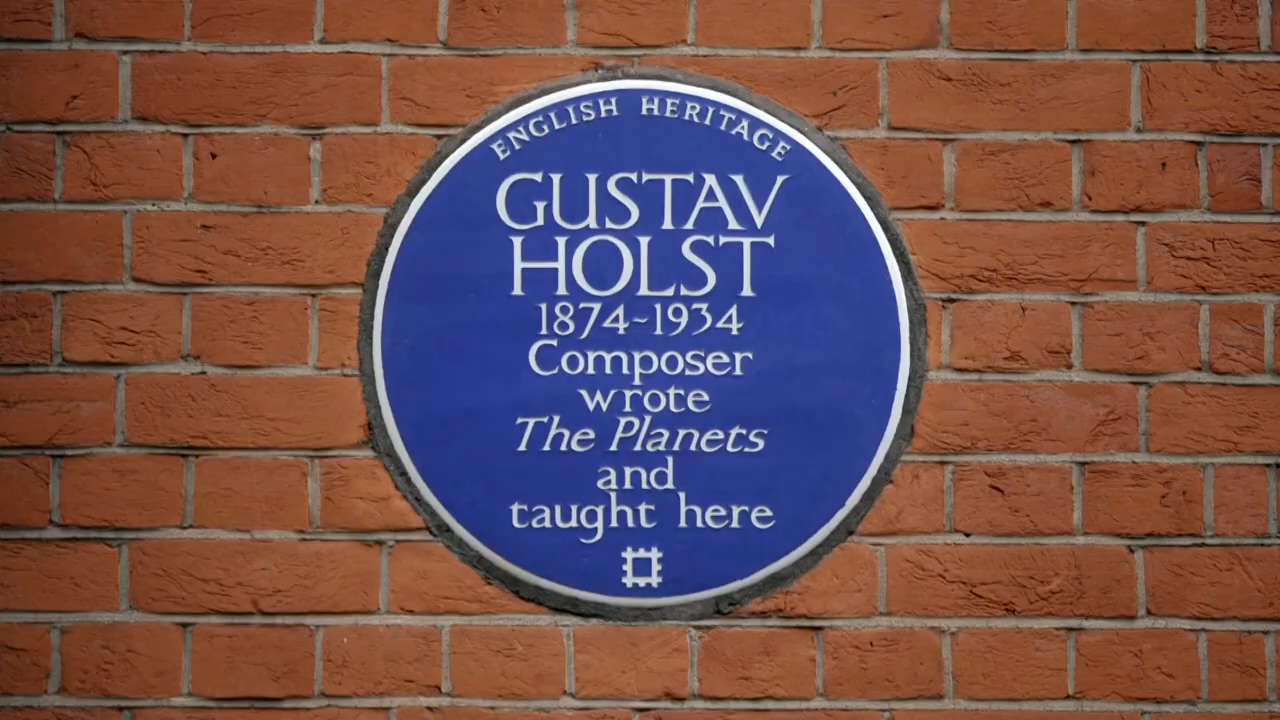 ENGLISH HERITAGE
GUSTAV
HOLST
1874~1934
Composer
wrote
The Planets
and
taught here